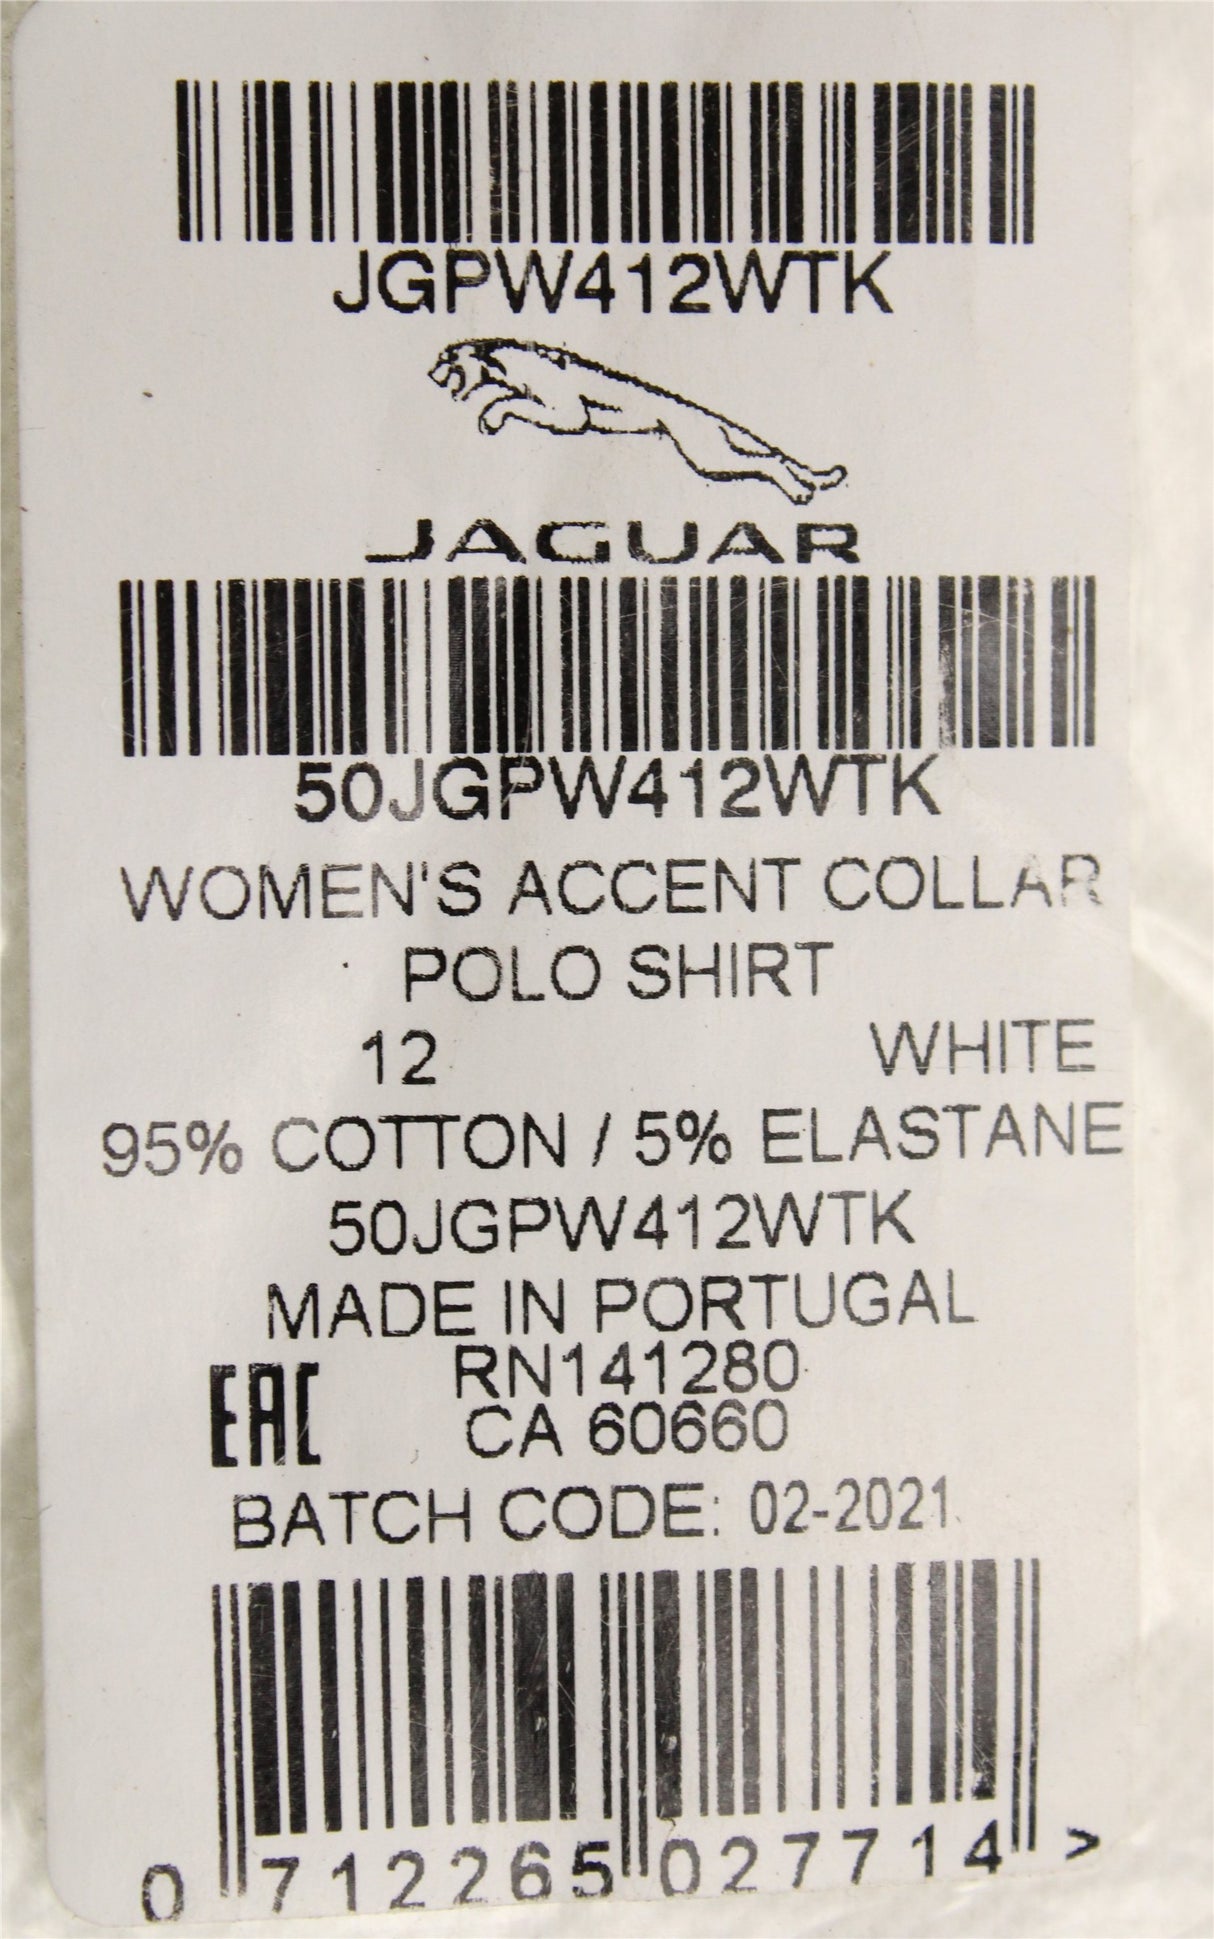 JGPW412WTK
JAGUAR
50JGPW412WTK
WOMEN'S ACCENT COLLAR
POLO SHIRT
12 WHITE
95% COTTON / 5% ELASTANE
50JGPW412WTK
MADE IN PORTUGAL
RN141280
EAC CA 60660
BATCH CODE: 02-2021
0 712265 027714 >